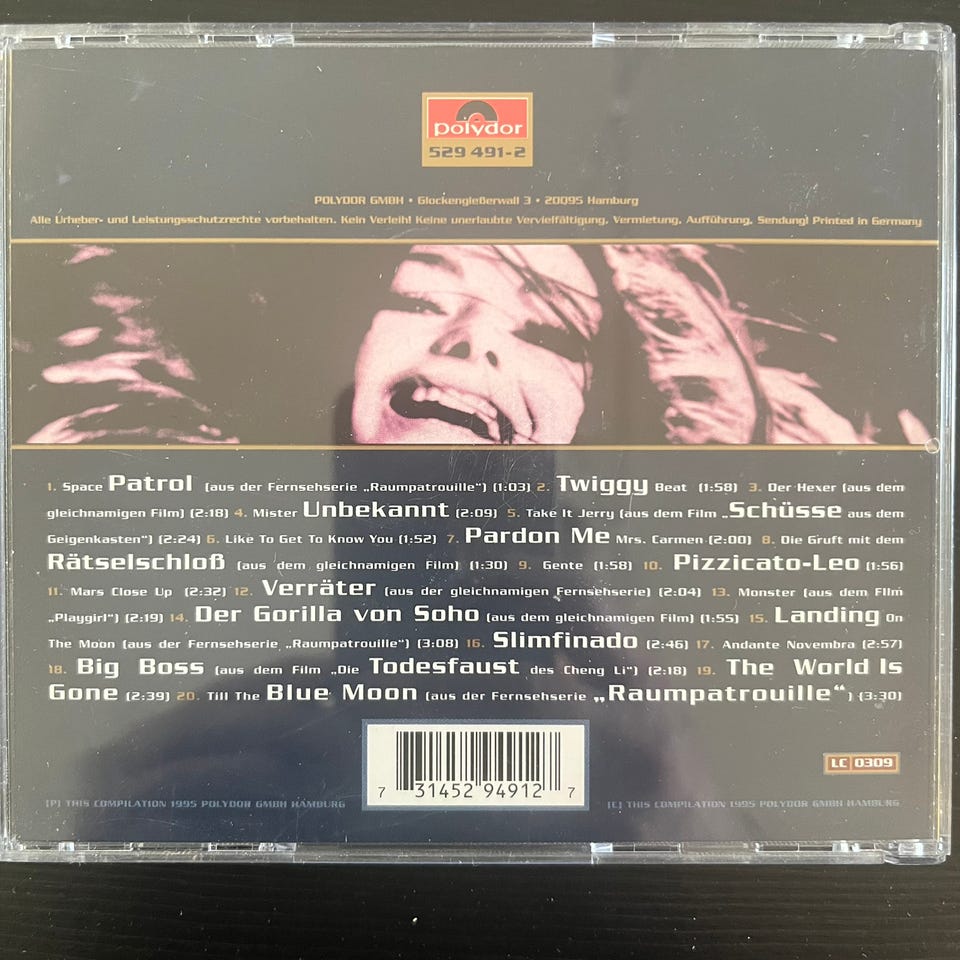 polydor
529 491-2
POLYDOR GMBH • Glockengießerwall 3 • 20095 Hamburg
Alle Urheber- und Leistungsschutzrechte vorbehalten. Kein Verleih! Keine unerlaubte Vervielfältigung, Vermietung, Aufführung, Sendung! Printed in Germany
1. Space Patrol (aus der Fernsehserie „Raumpatrouille“) (1:03) 2. Twiggy Beat (1:58) 3. Der Hexer (aus dem
gleichnamigen Film) (2:18) 4. Mister Unbekannt (2:09) 5. Take It Jerry (aus dem Film „Schüsse aus dem
Geigenkasten“) (2:24) 6. Like To Get To Know You (1:52) 7. Pardon Me Mrs. Carmen (2:00) 8. Die Gruft mit dem
Rätselschloß (aus dem gleichnamigen Film) (1:30) 9. Gente (1:58) 10. Pizzicato-Leo (1:56)
11. Mars Close Up (2:32) 12. Verräter (aus der gleichnamigen Fernsehserie) (2:04) 13. Monster (aus dem Film
„Playgirl“) (2:19) 14. Der Gorilla von Soho (aus dem gleichnamigen Film) (1:55) 15. Landing On
The Moon (aus der Fernsehserie „Raumpatrouille“) (3:08) 16. Slimfinado (2:46) 17. Andante Novembra (2:57)
18. Big Boss (aus dem Film „Die Todesfaust des Cheng Li“) (2:18) 19. The World Is
Gone (2:39) 20. Till The Blue Moon (aus der Fernsehserie „Raumpatrouille“) (3:30)
LC 0309
7 31452 94912 7
(P) THIS COMPILATION 1995 POLYDOR GMBH HAMBURG
(C) THIS COMPILATION 1995 POLYDOR GMBH HAMBURG